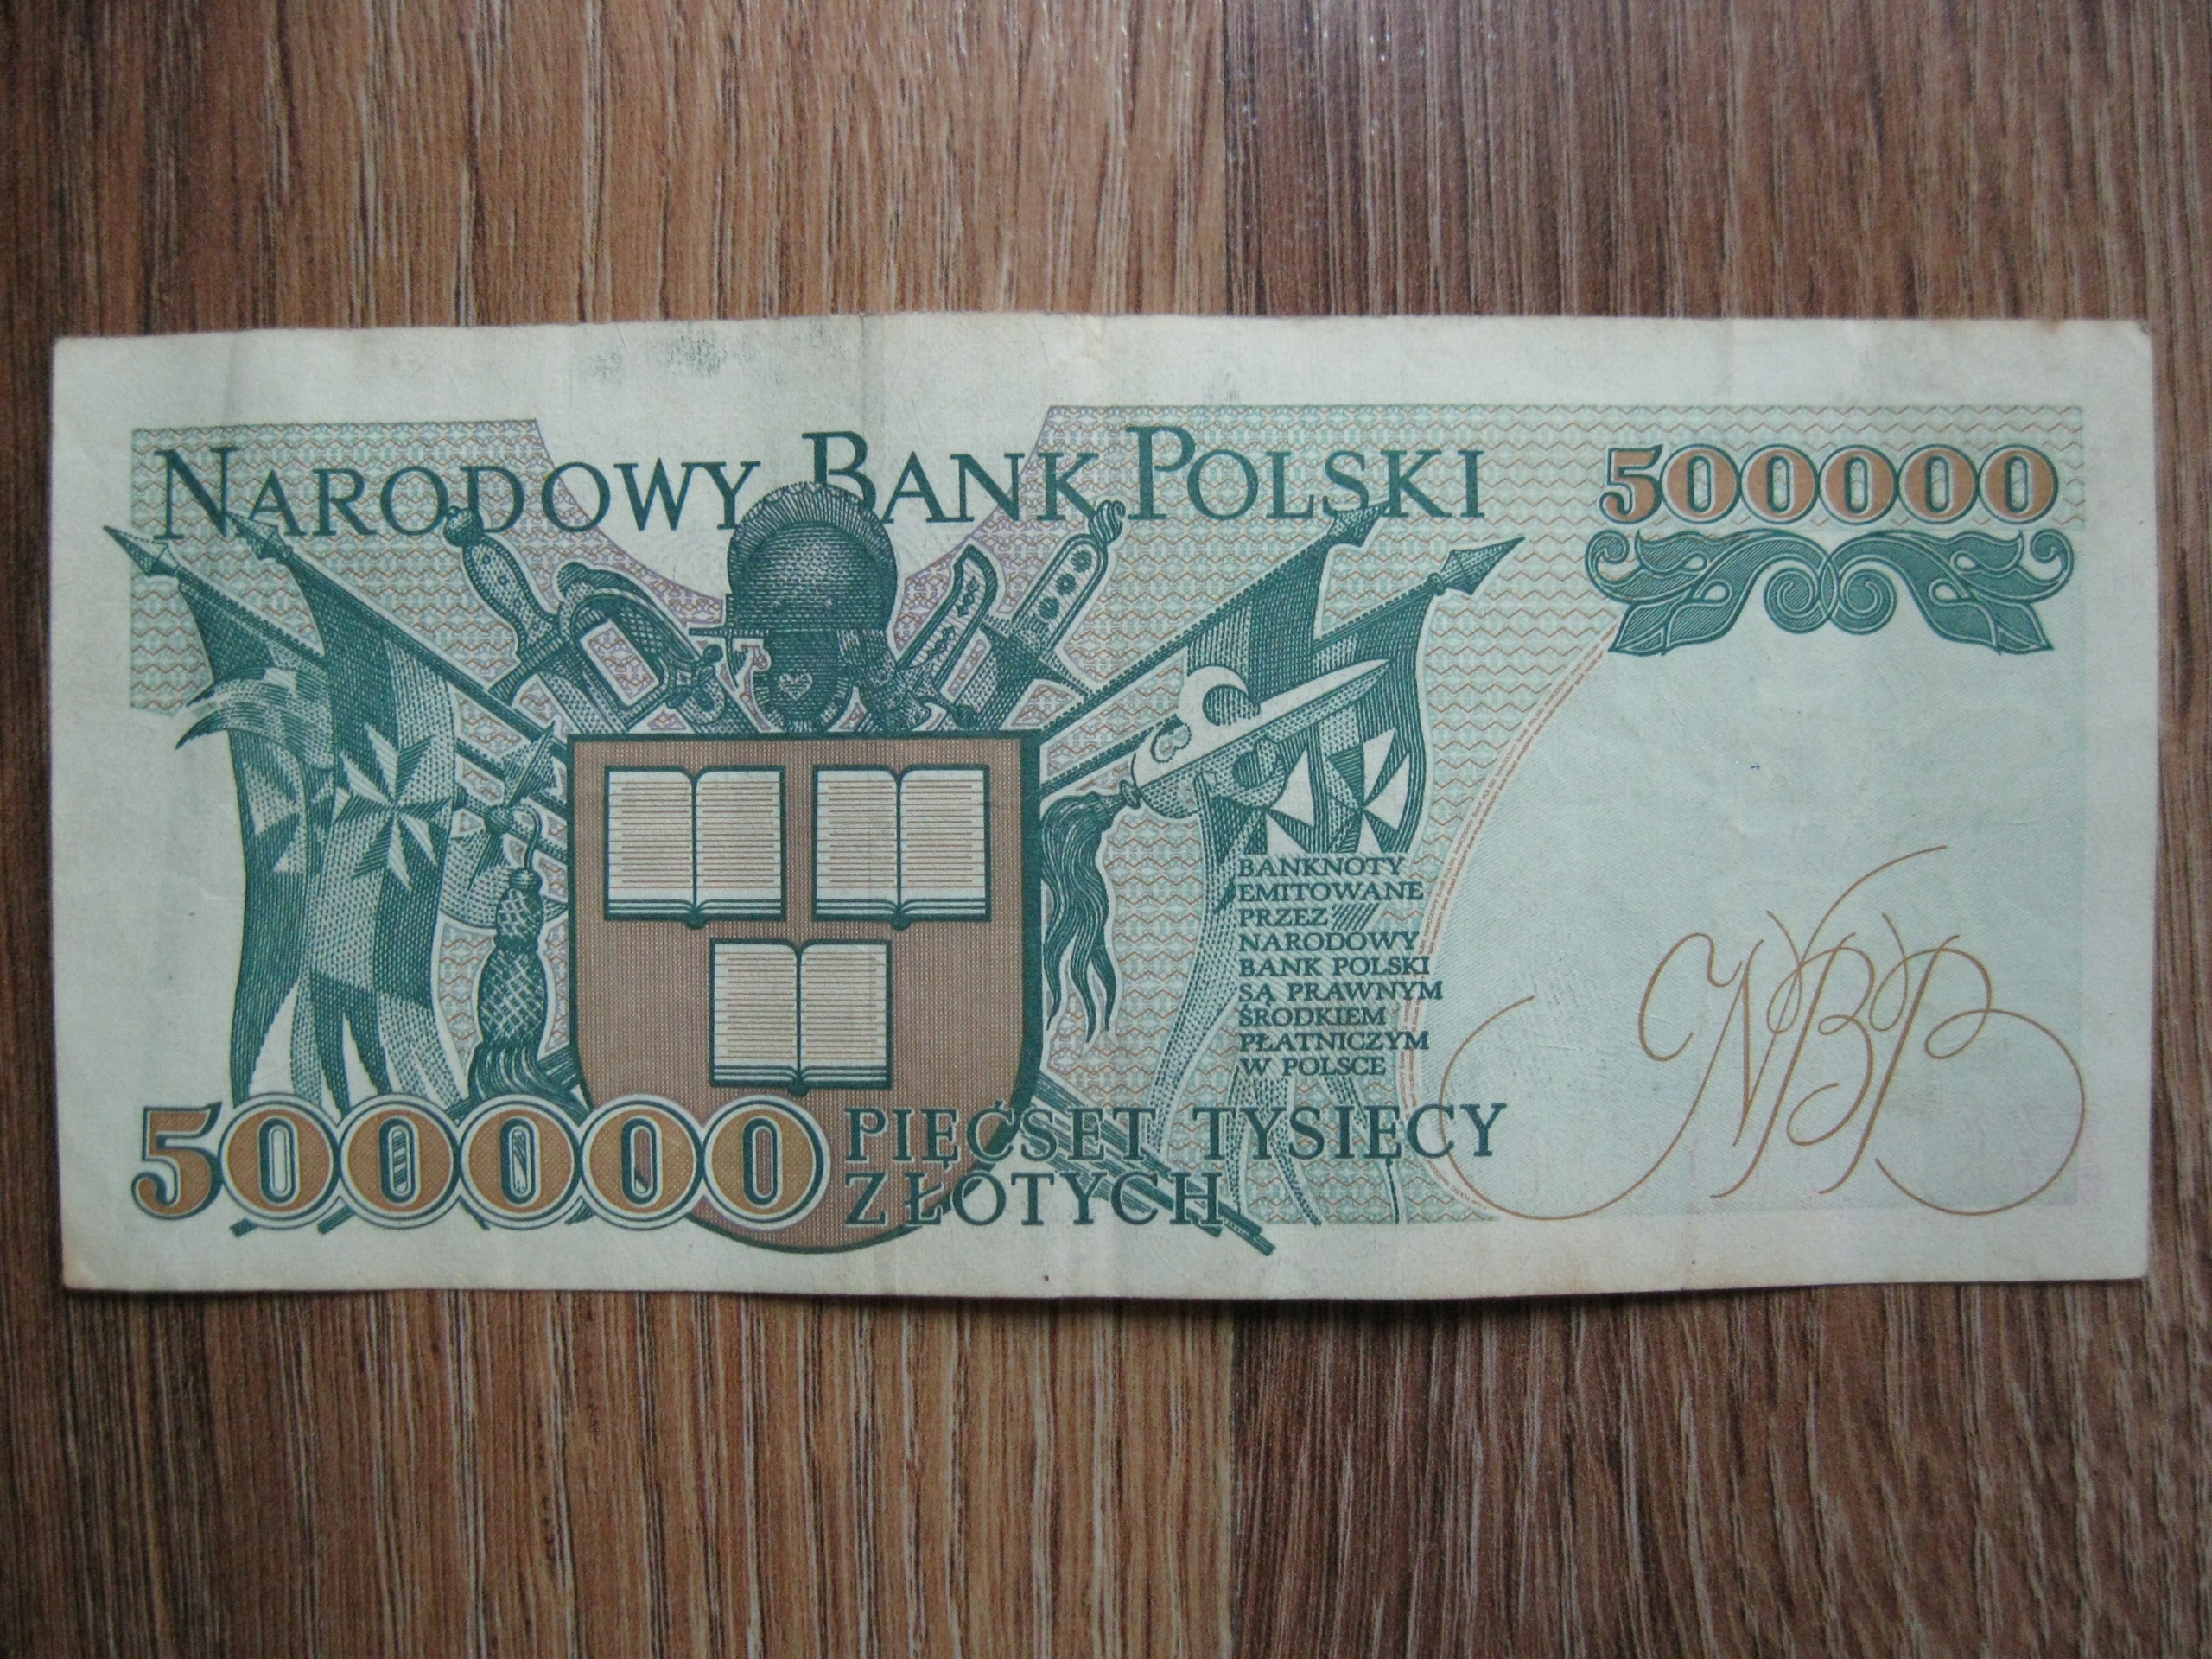 NARODOWY BANK POLSKI
500000
BANKNOTY
EMITOWANE
PRZEZ
NARODOWY
BANK POLSKI
SĄ PRAWNYM
ŚRODKIEM
PŁATNICZYM
W POLSCE
NBP
500000
PIĘĆSET TYSIĘCY
ZŁOTYCH